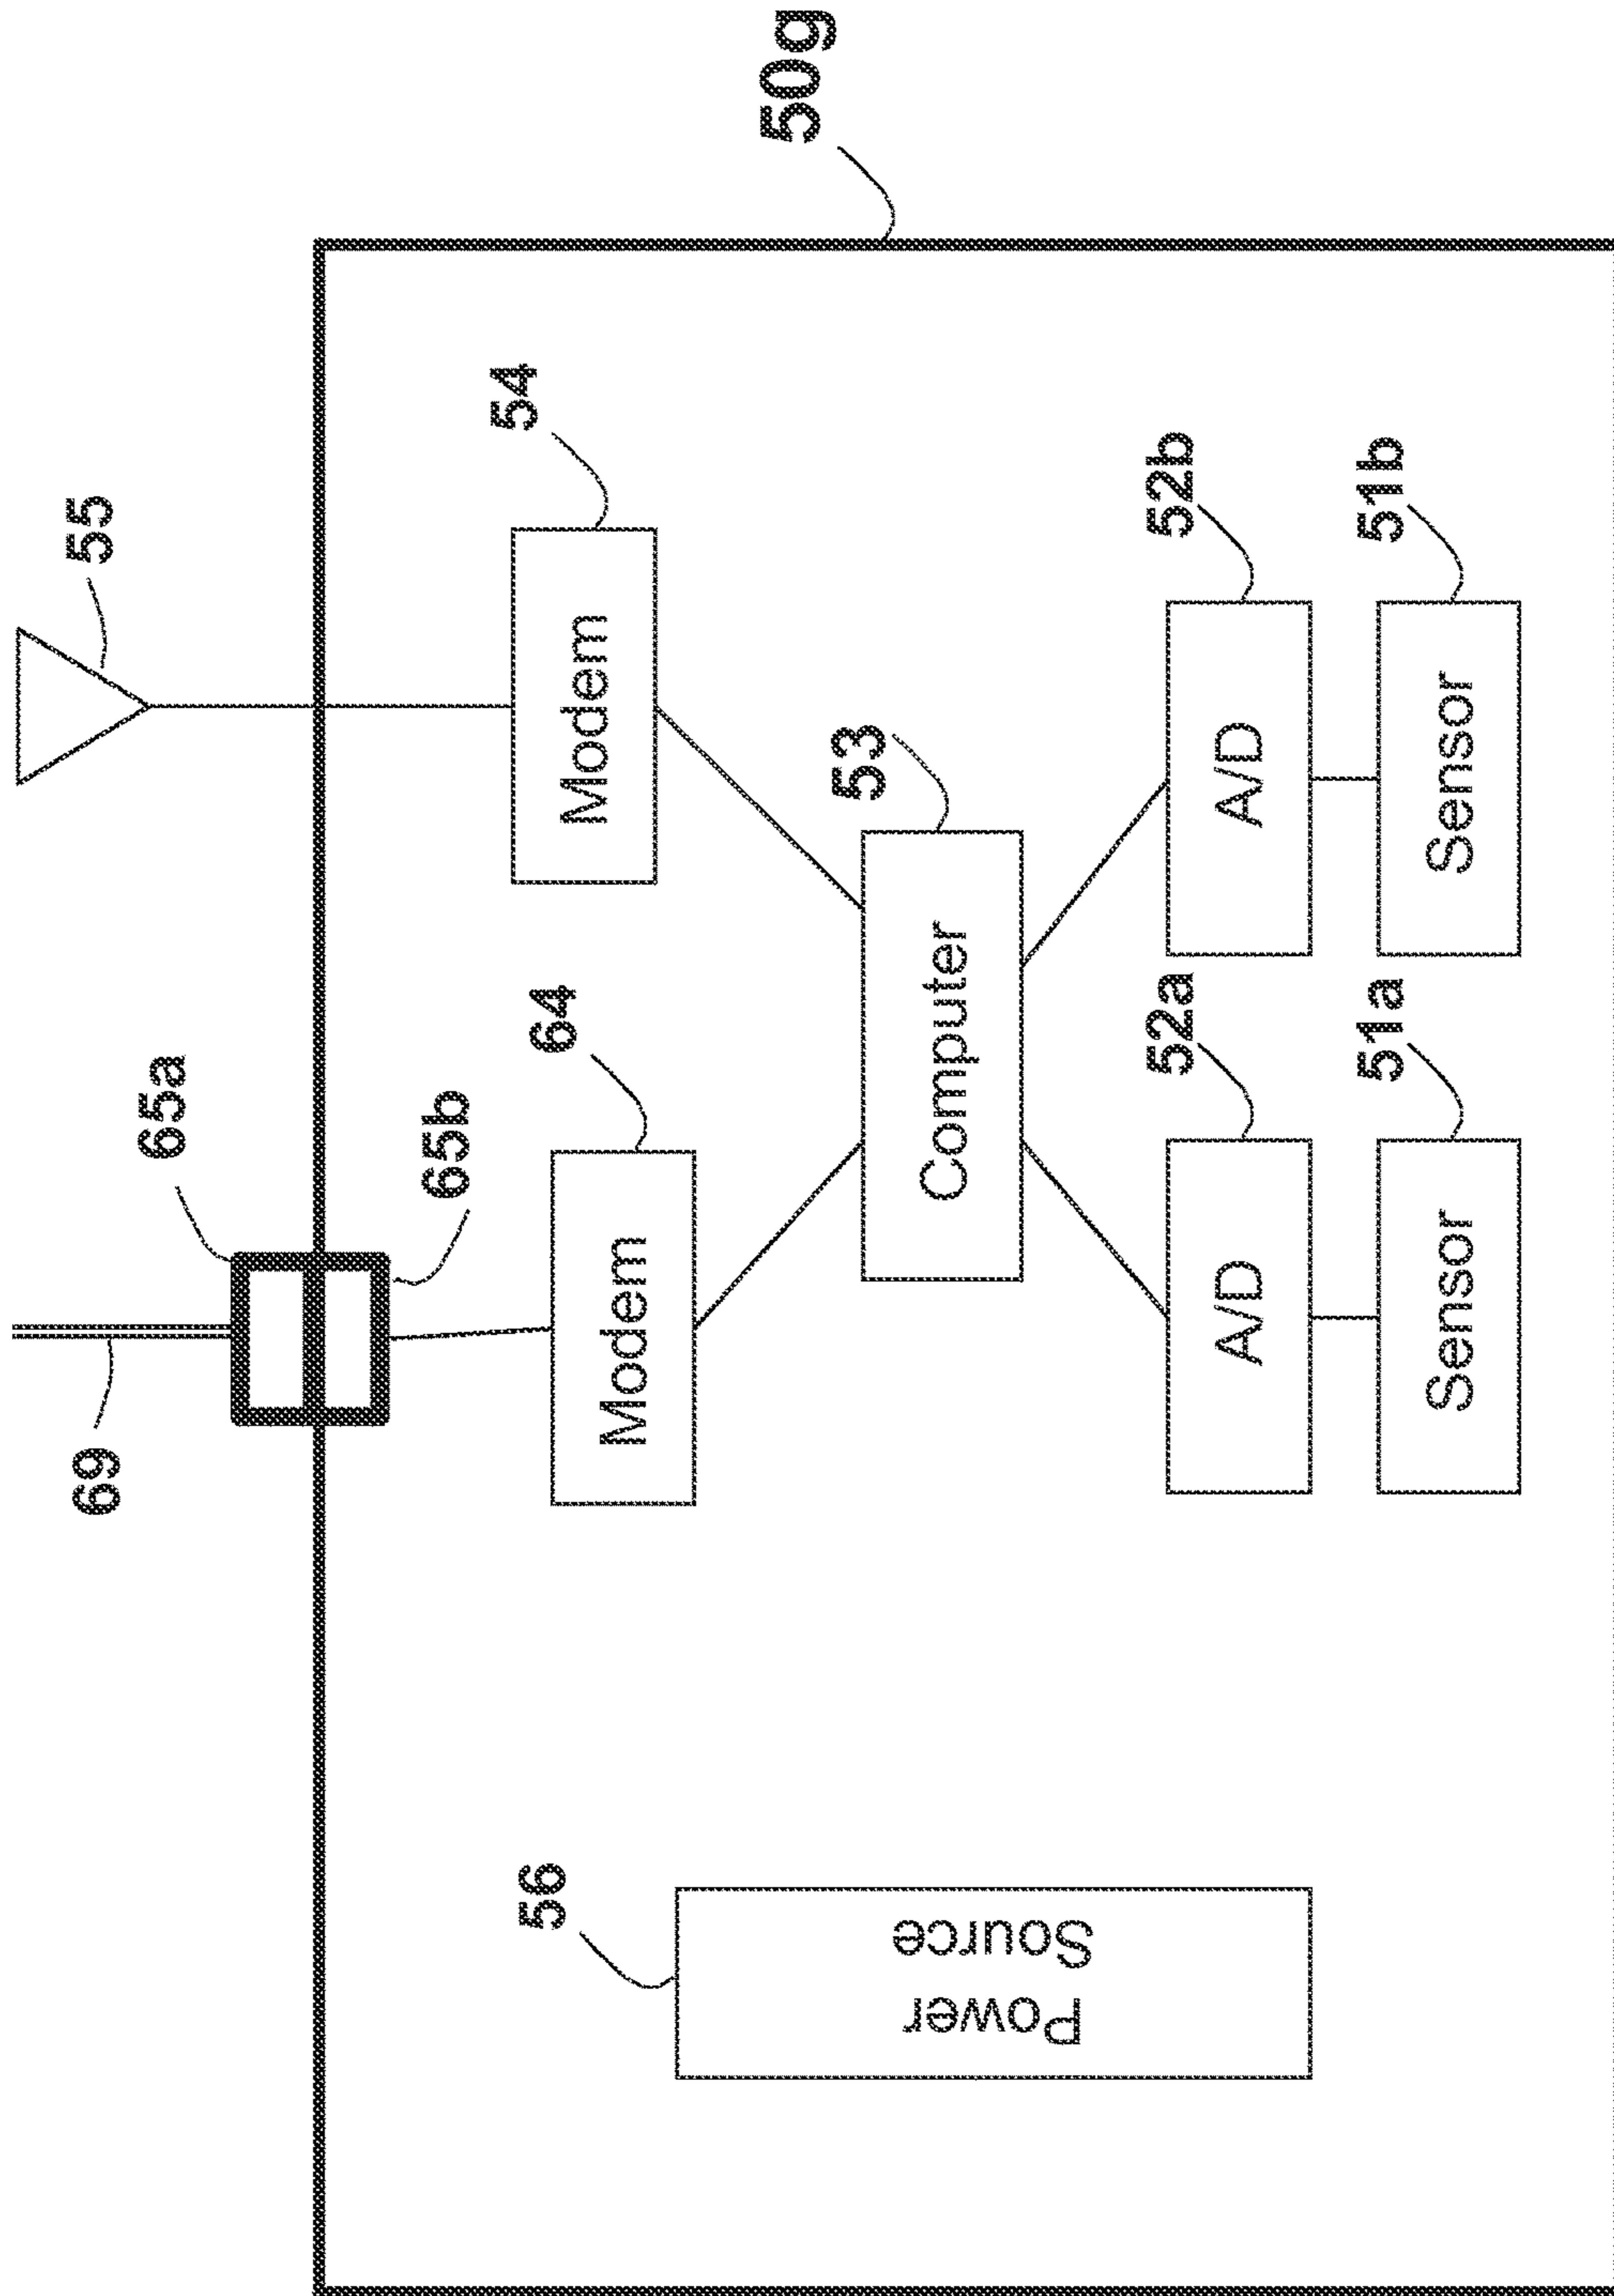 50g
55
54
Modem
65a
65b
64
Modem
69
53
Computer
52b
A/D
51b
Sensor
52a
A/D
51a
Sensor
56
Power
Source